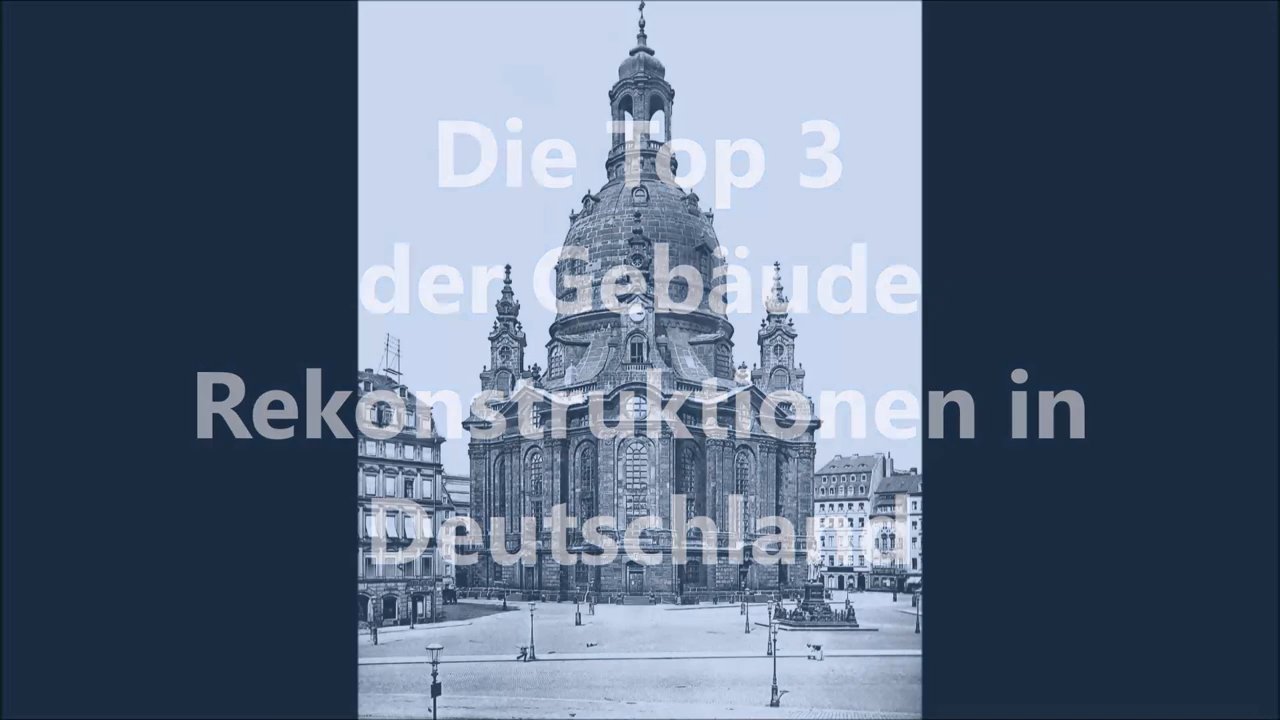 Die Top 3
der Gebäude
Rekonstruktionen in
Deutschland